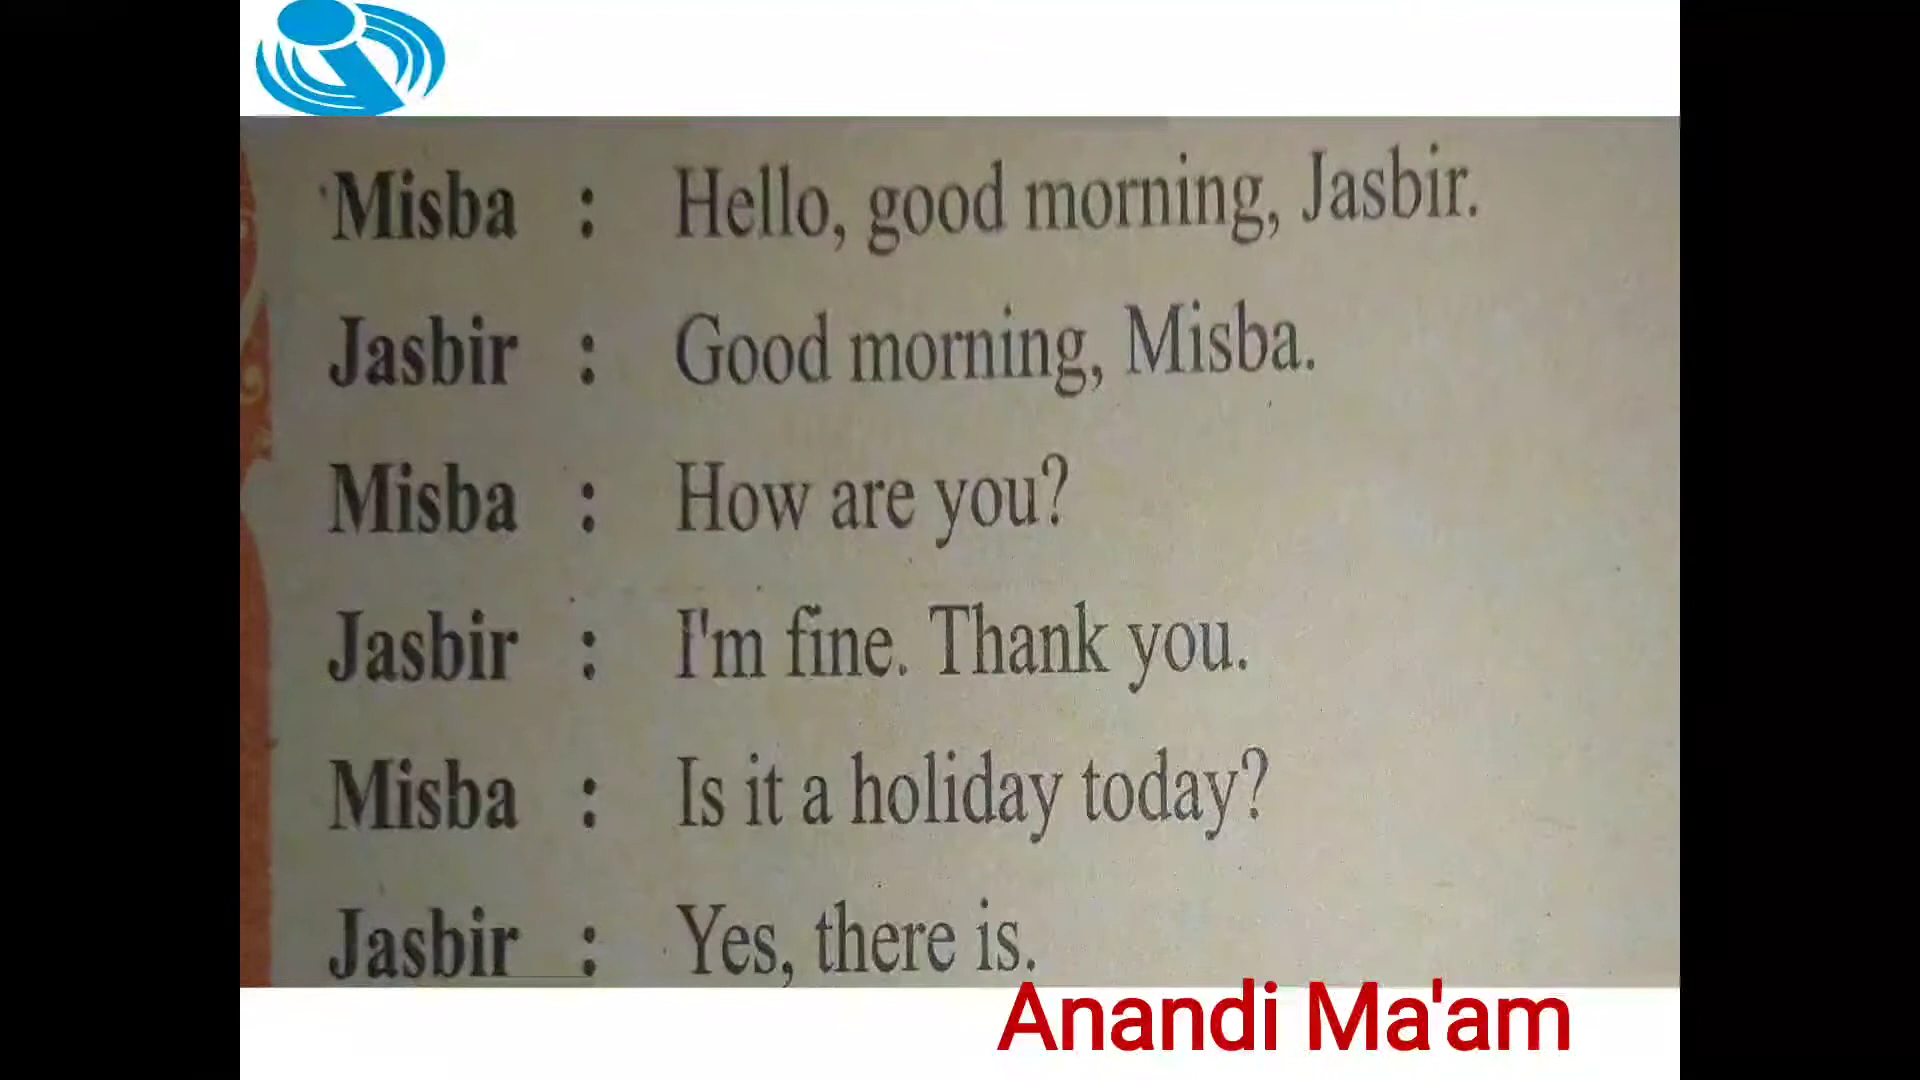 Misba : Hello, good morning, Jasbir.
Jasbir : Good morning, Misba.
Misba : How are you?
Jasbir : I'm fine. Thank you.
Misba : Is it a holiday today?
Jasbir : Yes, there is.
Anandi Ma'am